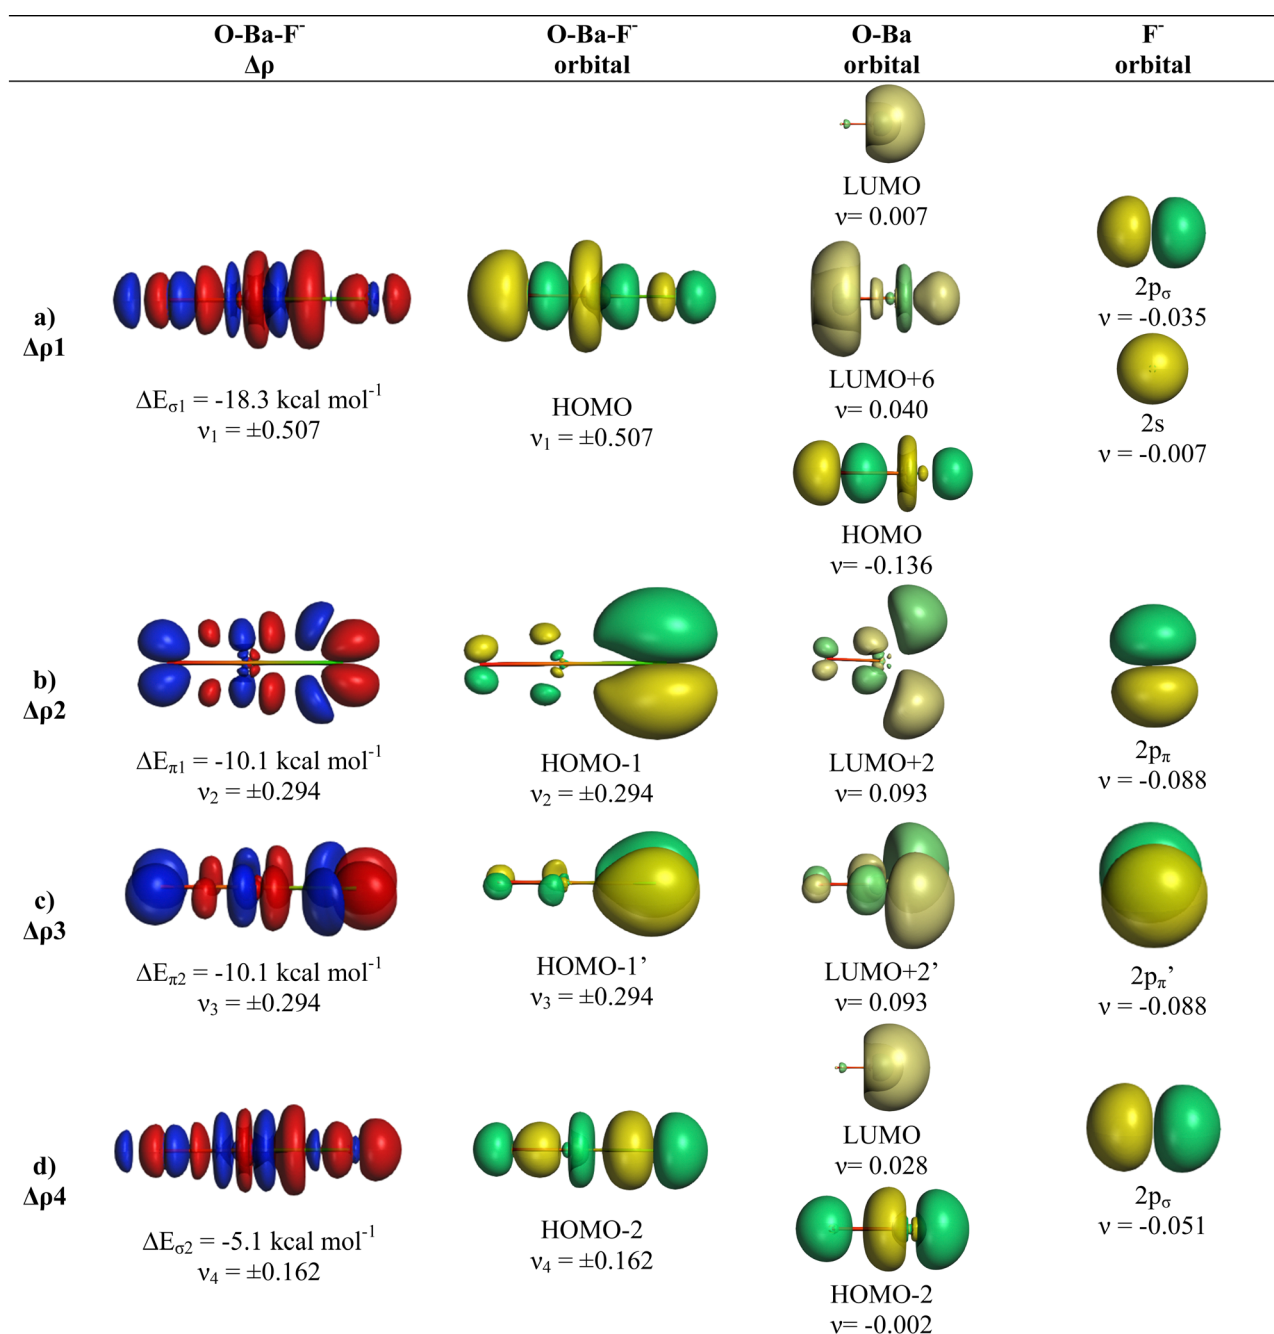 O-Ba-F⁻ O-Ba-F⁻ O-Ba F⁻
Δρ orbital orbital orbital
a)
Δρ1
ΔEσ1 = -18.3 kcal mol⁻¹
ν₁ = ±0.507
HOMO
ν₁ = ±0.507
LUMO
ν= 0.007
LUMO+6
ν= 0.040
HOMO
ν= -0.136
2pσ
ν = -0.035
2s
ν = -0.007
b)
Δρ2
ΔEπ1 = -10.1 kcal mol⁻¹
ν₂ = ±0.294
HOMO-1
ν₂ = ±0.294
LUMO+2
ν= 0.093
2pπ
ν = -0.088
c)
Δρ3
ΔEπ2 = -10.1 kcal mol⁻¹
ν₃ = ±0.294
HOMO-1’
ν₃ = ±0.294
LUMO+2’
ν= 0.093
2pπ’
ν = -0.088
d)
Δρ4
ΔEσ2 = -5.1 kcal mol⁻¹
ν₄ = ±0.162
HOMO-2
ν₄ = ±0.162
LUMO
ν= 0.028
HOMO-2
ν= -0.002
2pσ
ν = -0.051